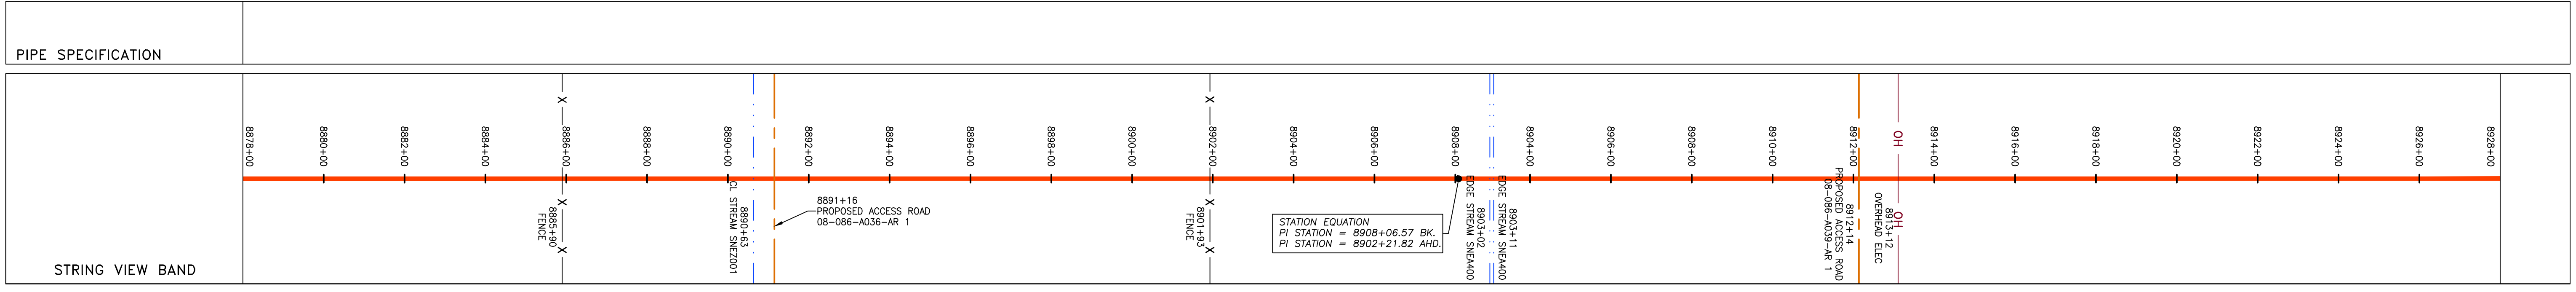 PIPE SPECIFICATION
STRING VIEW BAND
8878+00
8880+00
8882+00
8884+00
8886+00
8888+00
8890+00
8892+00
8894+00
8896+00
8898+00
8900+00
8902+00
8904+00
8906+00
8908+00
8904+00
8906+00
8908+00
8910+00
8912+00
8914+00
8916+00
8918+00
8920+00
8922+00
8924+00
8926+00
8928+00
X
X
X
8885+90
FENCE
8890+63
CL STREAM SNEZ001
8891+16
PROPOSED ACCESS ROAD
08-086-A036-AR 1
X
X
X
8901+93
FENCE
STATION EQUATION
PI STATION = 8908+06.57 BK.
PI STATION = 8902+21.82 AHD.
8903+02
EDGE STREAM SNEA400
8903+11
EDGE STREAM SNEA400
8912+14
PROPOSED ACCESS ROAD
08-086-A039-AR 1
OH
OH
8913+12
OVERHEAD ELEC